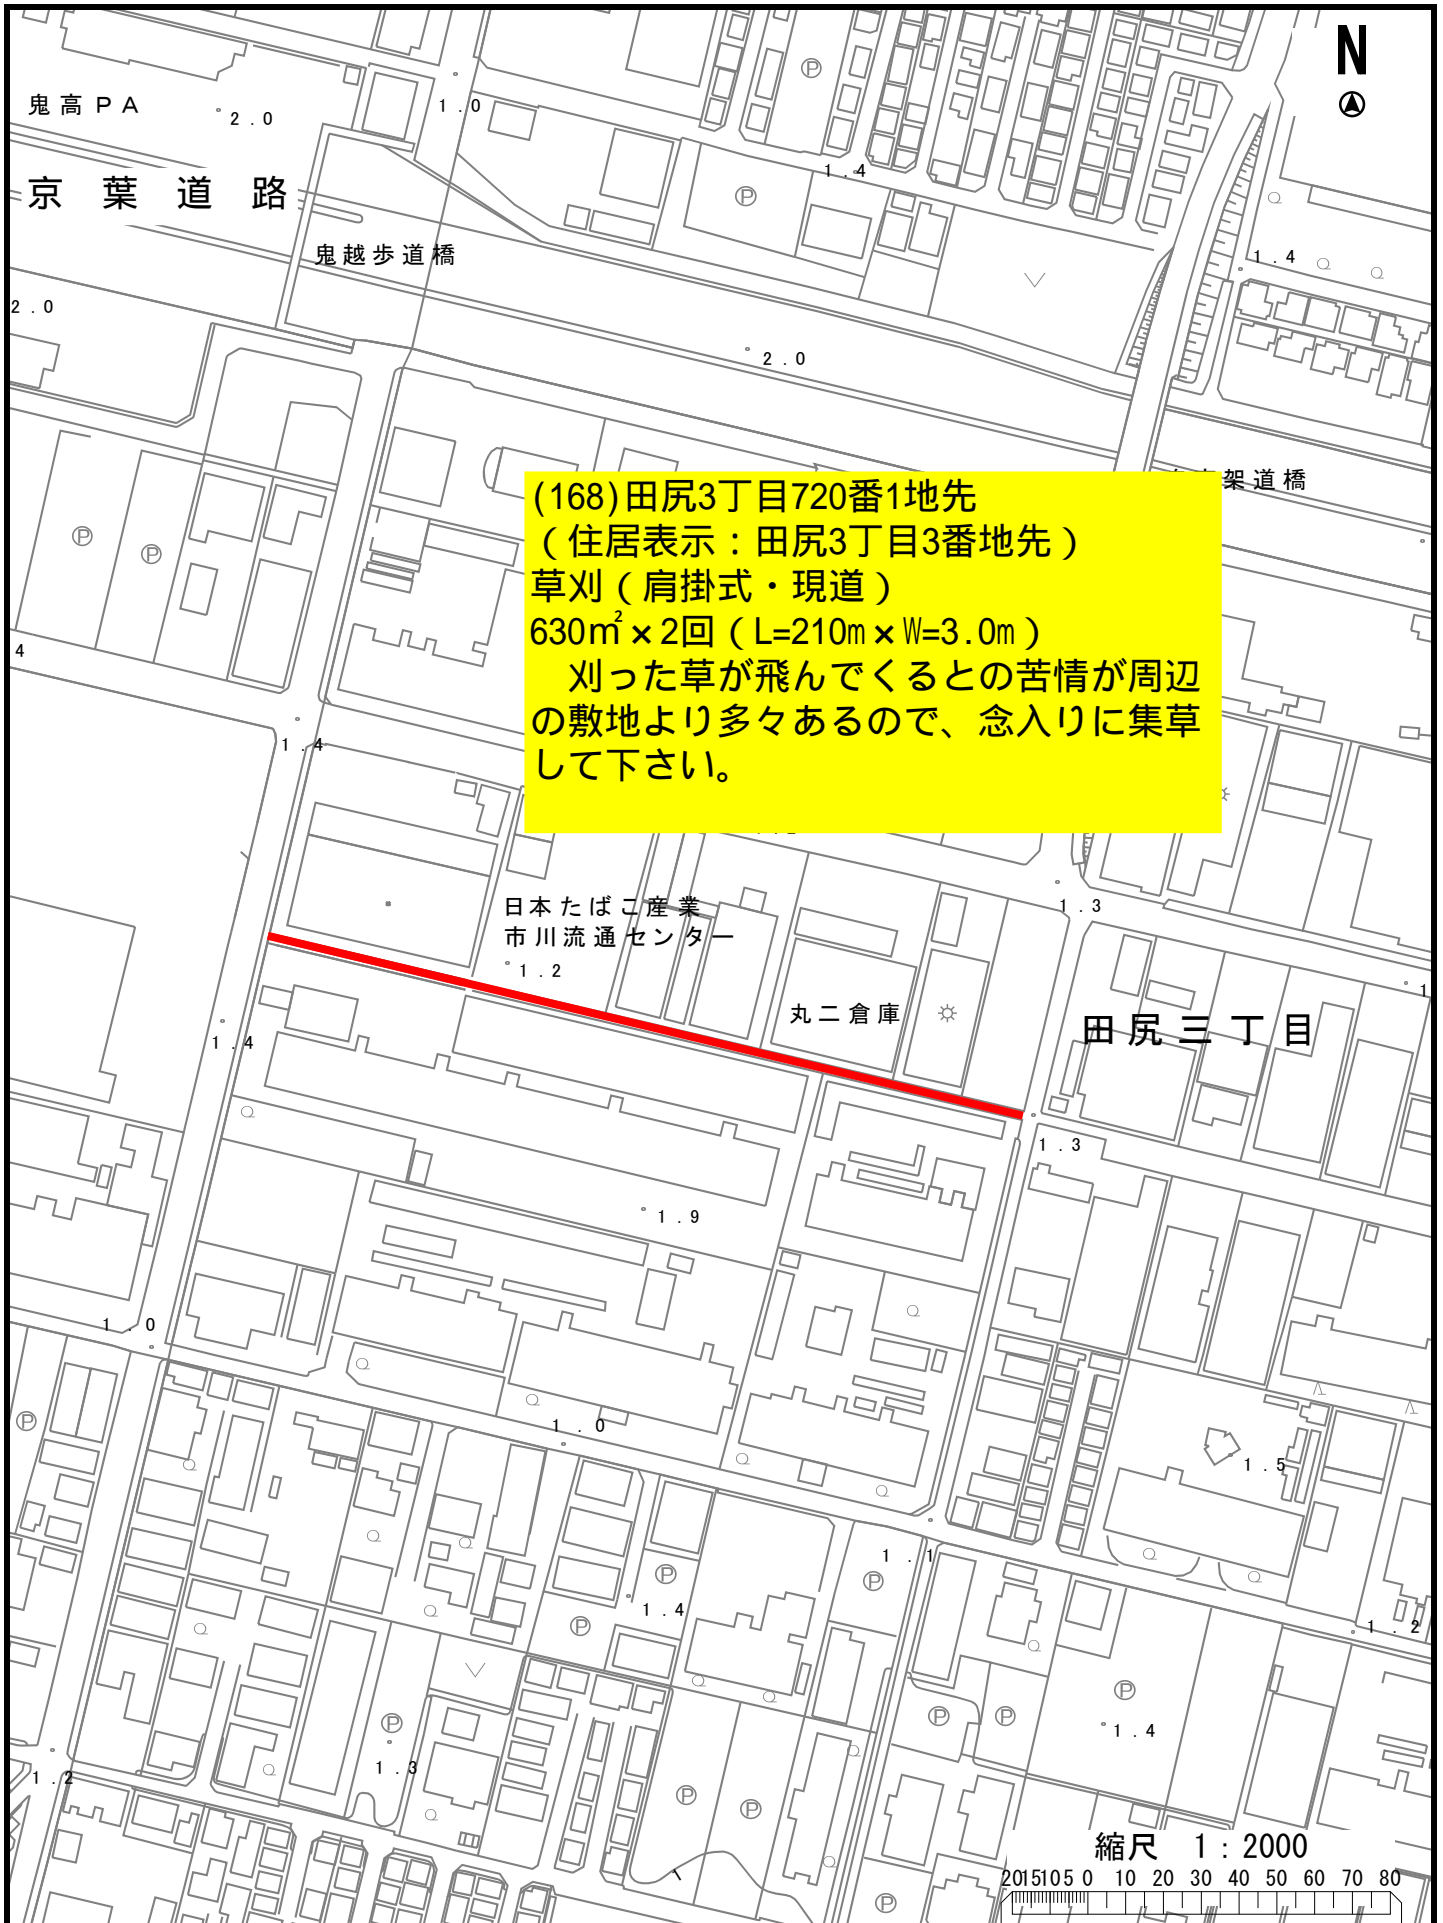 N
鬼高ＰＡ
2.0
1.0
京葉道路
鬼越歩道橋
1.4
1.4
2.0
2.0
架道橋
(168)田尻3丁目720番1地先
（住居表示：田尻3丁目3番地先）
草刈（肩掛式・現道）
630㎡×2回（L=210m×W=3.0m）
　刈った草が飛んでくるとの苦情が周辺
の敷地より多々あるので、念入りに集草
して下さい。
4
1.4
日本たばこ産業
市川流通センター
1.2
1.3
丸二倉庫
田尻三丁目
1
1.4
1.3
1.9
1.0
1.0
1.5
1.1
1.4
1.2
1.4
1.3
1.2
縮尺　1：2000
20 15 10 5 0 10 20 30 40 50 60 70 80